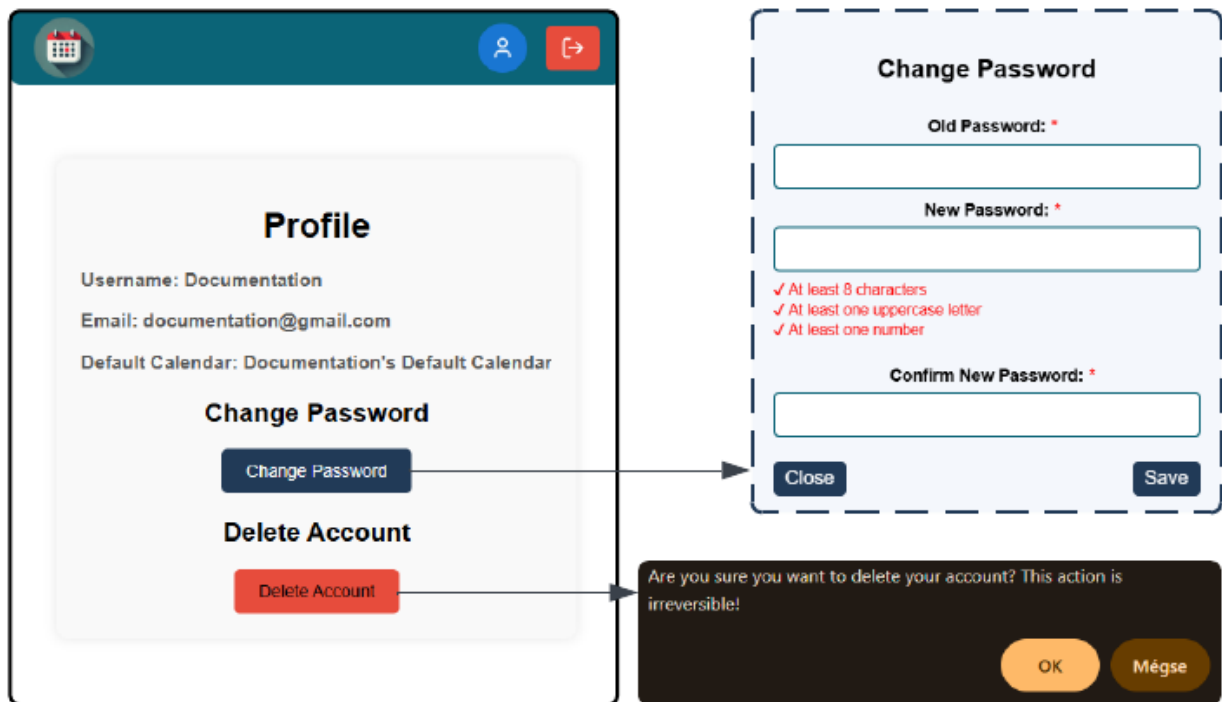 Profile
Username: Documentation
Email: documentation@gmail.com
Default Calendar: Documentation's Default Calendar
Change Password
Change Password
Delete Account
Delete Account
Change Password
Old Password: *
New Password: *
✓ At least 8 characters
✓ At least one uppercase letter
✓ At least one number
Confirm New Password: *
Close
Save
Are you sure you want to delete your account? This action is
irreversible!
OK
Mégse